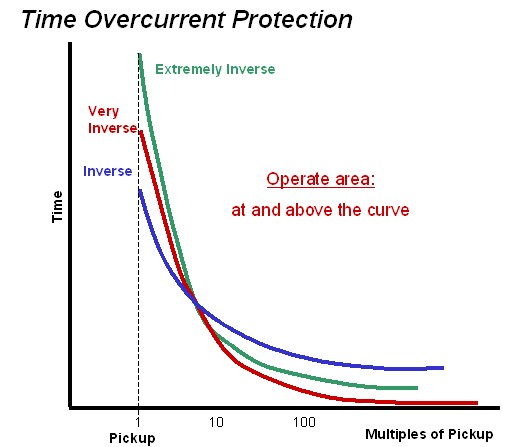 Time Overcurrent Protection
Extremely Inverse
Very
Inverse
Inverse
Operate area:
at and above the curve
Time
1
10
100
Pickup
Multiples of Pickup